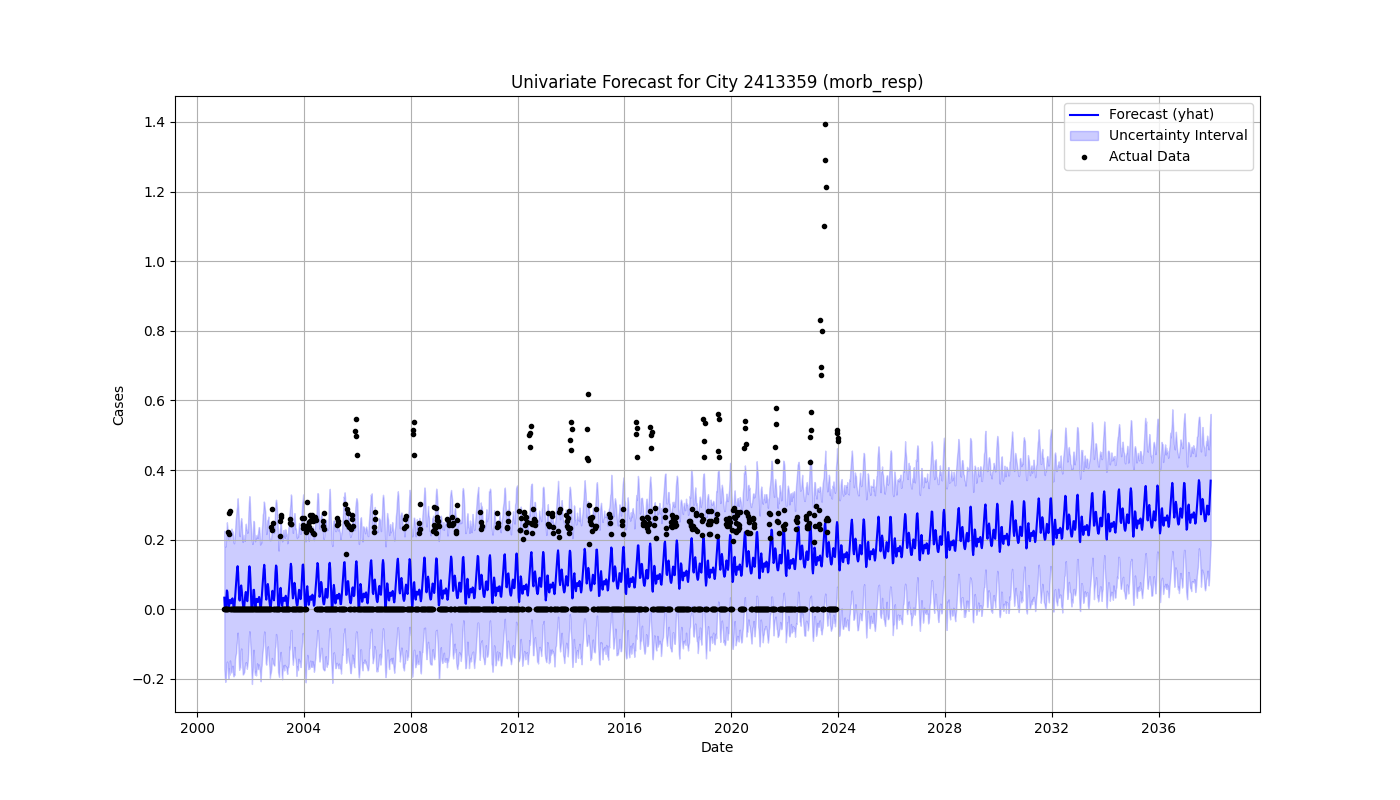 Univariate Forecast for City 2413359 (morb_resp)
Forecast (yhat)
Uncertainty Interval
Actual Data
Cases
1.4
1.2
1.0
0.8
0.6
0.4
0.2
0.0
−0.2
2000 2004 2008 2012 2016 2020 2024 2028 2032 2036
Date